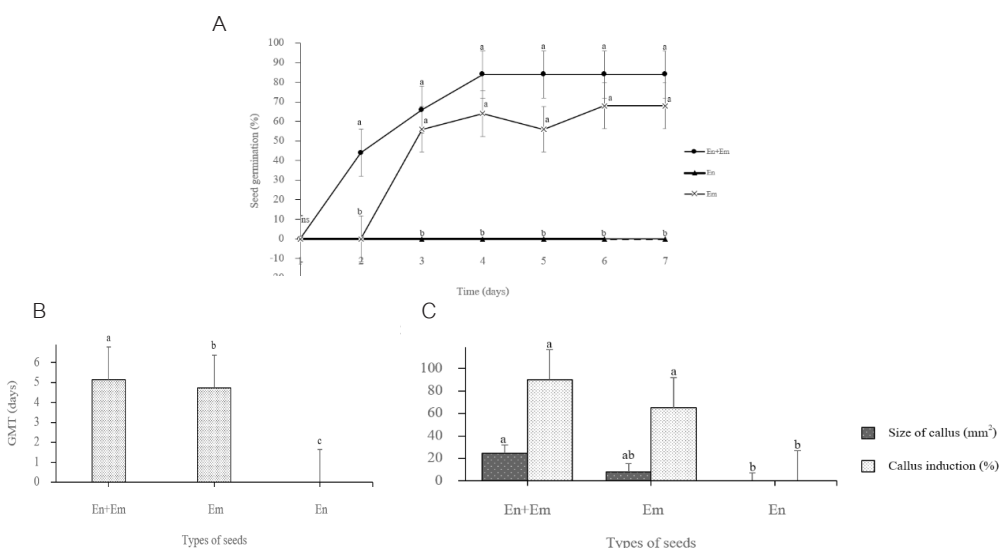 A
100
90
80
70
60
50
40
30
20
10
0
-10
Seed germination (%)
ns
a
b
a
a
b
a
a
b
a
a
b
a
a
b
a
a
b
2
3
4
5
6
7
Time (days)
En+Em
En
Em
B
GMT (days)
6
5
4
3
2
1
0
a
b
c
En+Em
Em
En
Types of seeds
C
100
80
60
40
20
0
a
a
ab
a
b
b
En+Em
Em
En
Types of seeds
Size of callus (mm²)
Callus induction (%)